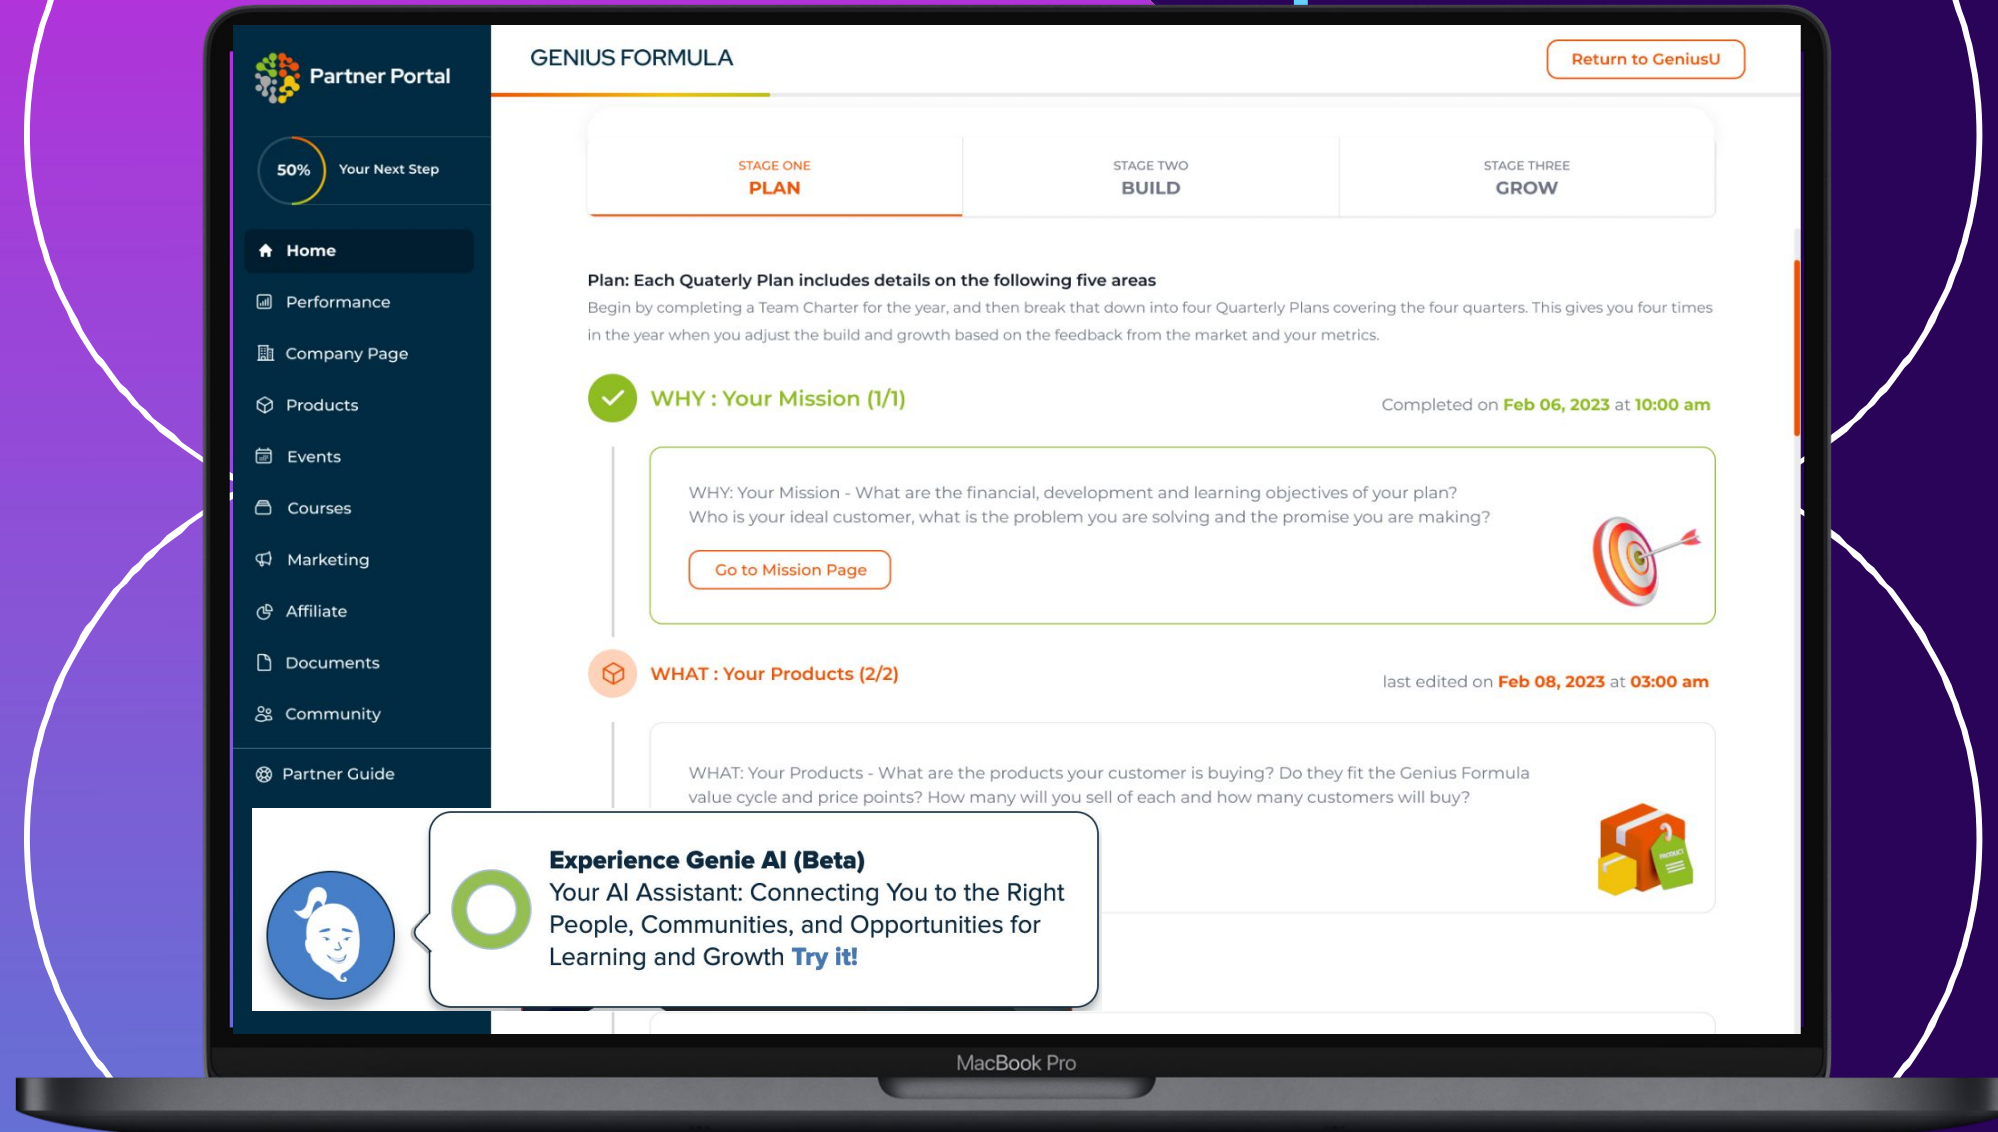 Partner Portal
GENIUS FORMULA
Return to GeniusU
50%
Your Next Step
Home
Performance
Company Page
Products
Events
Courses
Marketing
Affiliate
Documents
Community
Partner Guide
STAGE ONE
PLAN
STAGE TWO
BUILD
STAGE THREE
GROW
Plan: Each Quaterly Plan includes details on the following five areas
Begin by completing a Team Charter for the year, and then break that down into four Quarterly Plans covering the four quarters. This gives you four times
in the year when you adjust the build and growth based on the feedback from the market and your metrics.
WHY : Your Mission (1/1)
Completed on Feb 06, 2023 at 10:00 am
WHY: Your Mission - What are the financial, development and learning objectives of your plan?
Who is your ideal customer, what is the problem you are solving and the promise you are making?
Go to Mission Page
WHAT : Your Products (2/2)
last edited on Feb 08, 2023 at 03:00 am
WHAT: Your Products - What are the products your customer is buying? Do they fit the Genius Formula
value cycle and price points? How many will you sell of each and how many customers will buy?
PRODUCT
Experience Genie AI (Beta)
Your AI Assistant: Connecting You to the Right
People, Communities, and Opportunities for
Learning and Growth Try it!
MacBook Pro